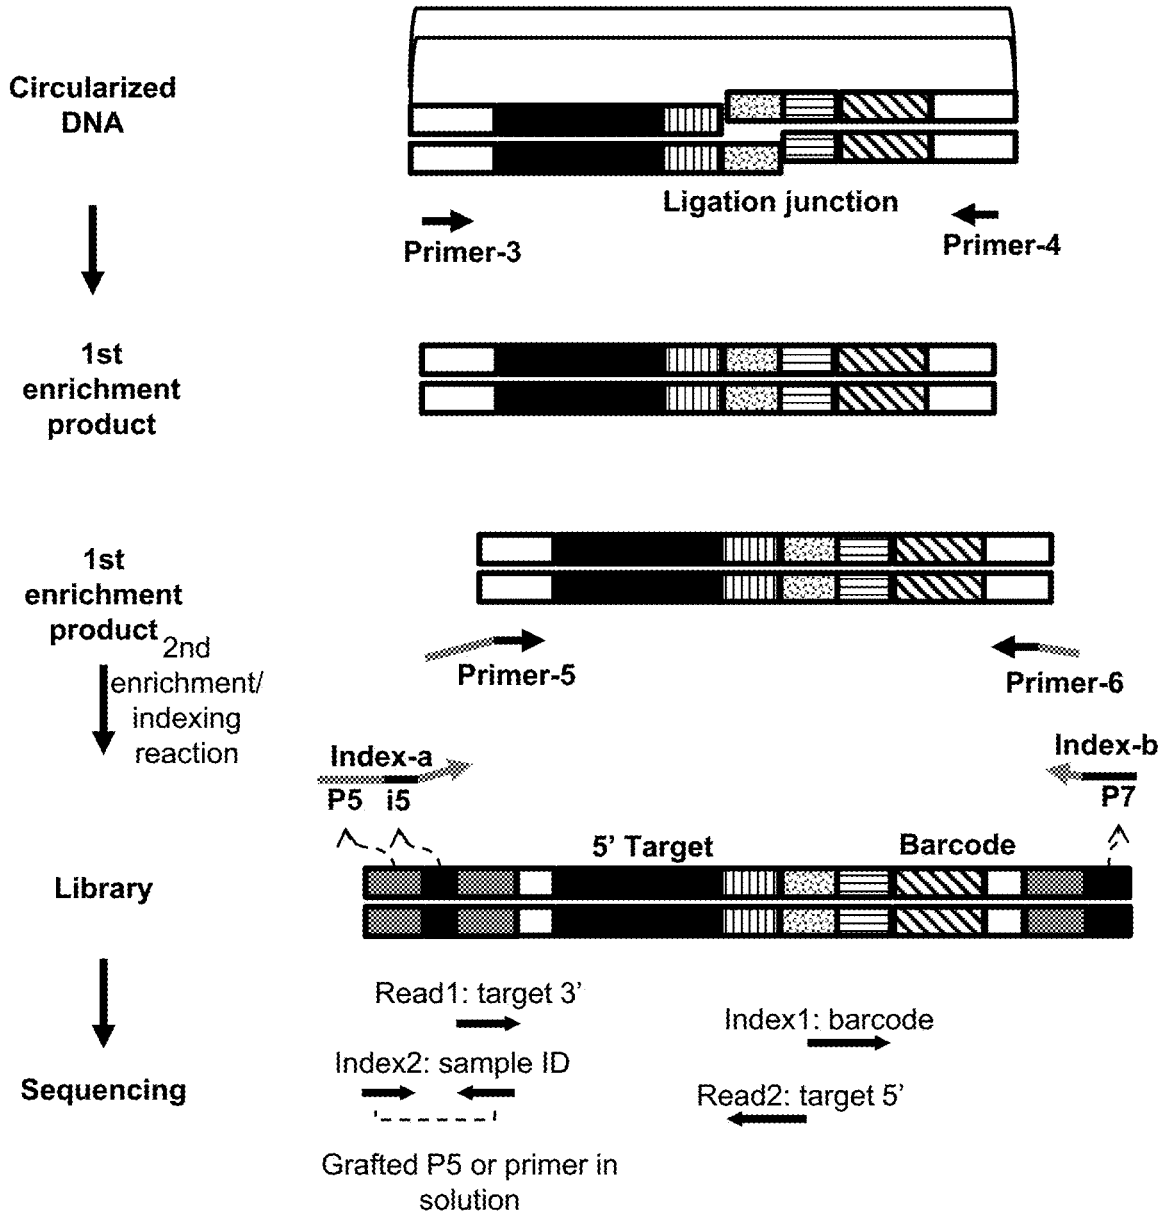 Circularized
DNA
Ligation junction
Primer-3
Primer-4
1st
enrichment
product
1st
enrichment
product
2nd
enrichment/
indexing
reaction
Primer-5
Primer-6
Index-a
Index-b
P5 i5
P7
5’ Target
Barcode
Library
Read1: target 3’
Index1: barcode
Index2: sample ID
Sequencing
Read2: target 5’
Grafted P5 or primer in
solution